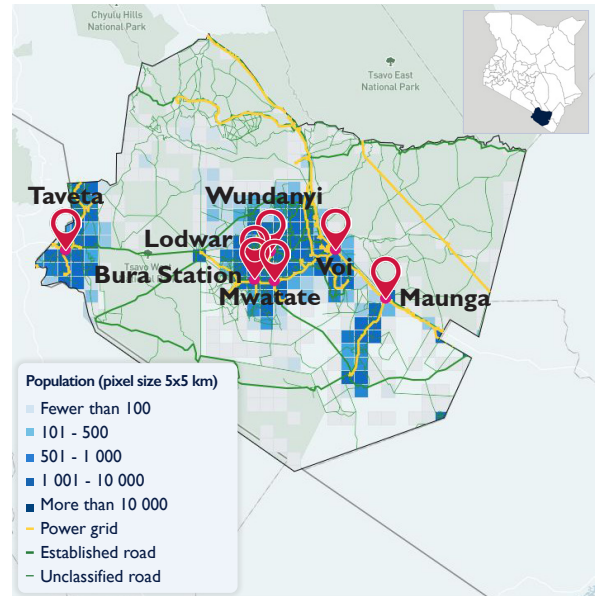 Chyulu Hills
National Park
Tsavo East
National Park
Taveta
Wundanyi
Lodwar
Tsavo W
Bura Station
Voi
Mwatate
Maunga
Population (pixel size 5x5 km)
Fewer than 100
101 - 500
501 - 1 000
1 001 - 10 000
More than 10 000
Power grid
Established road
Unclassified road